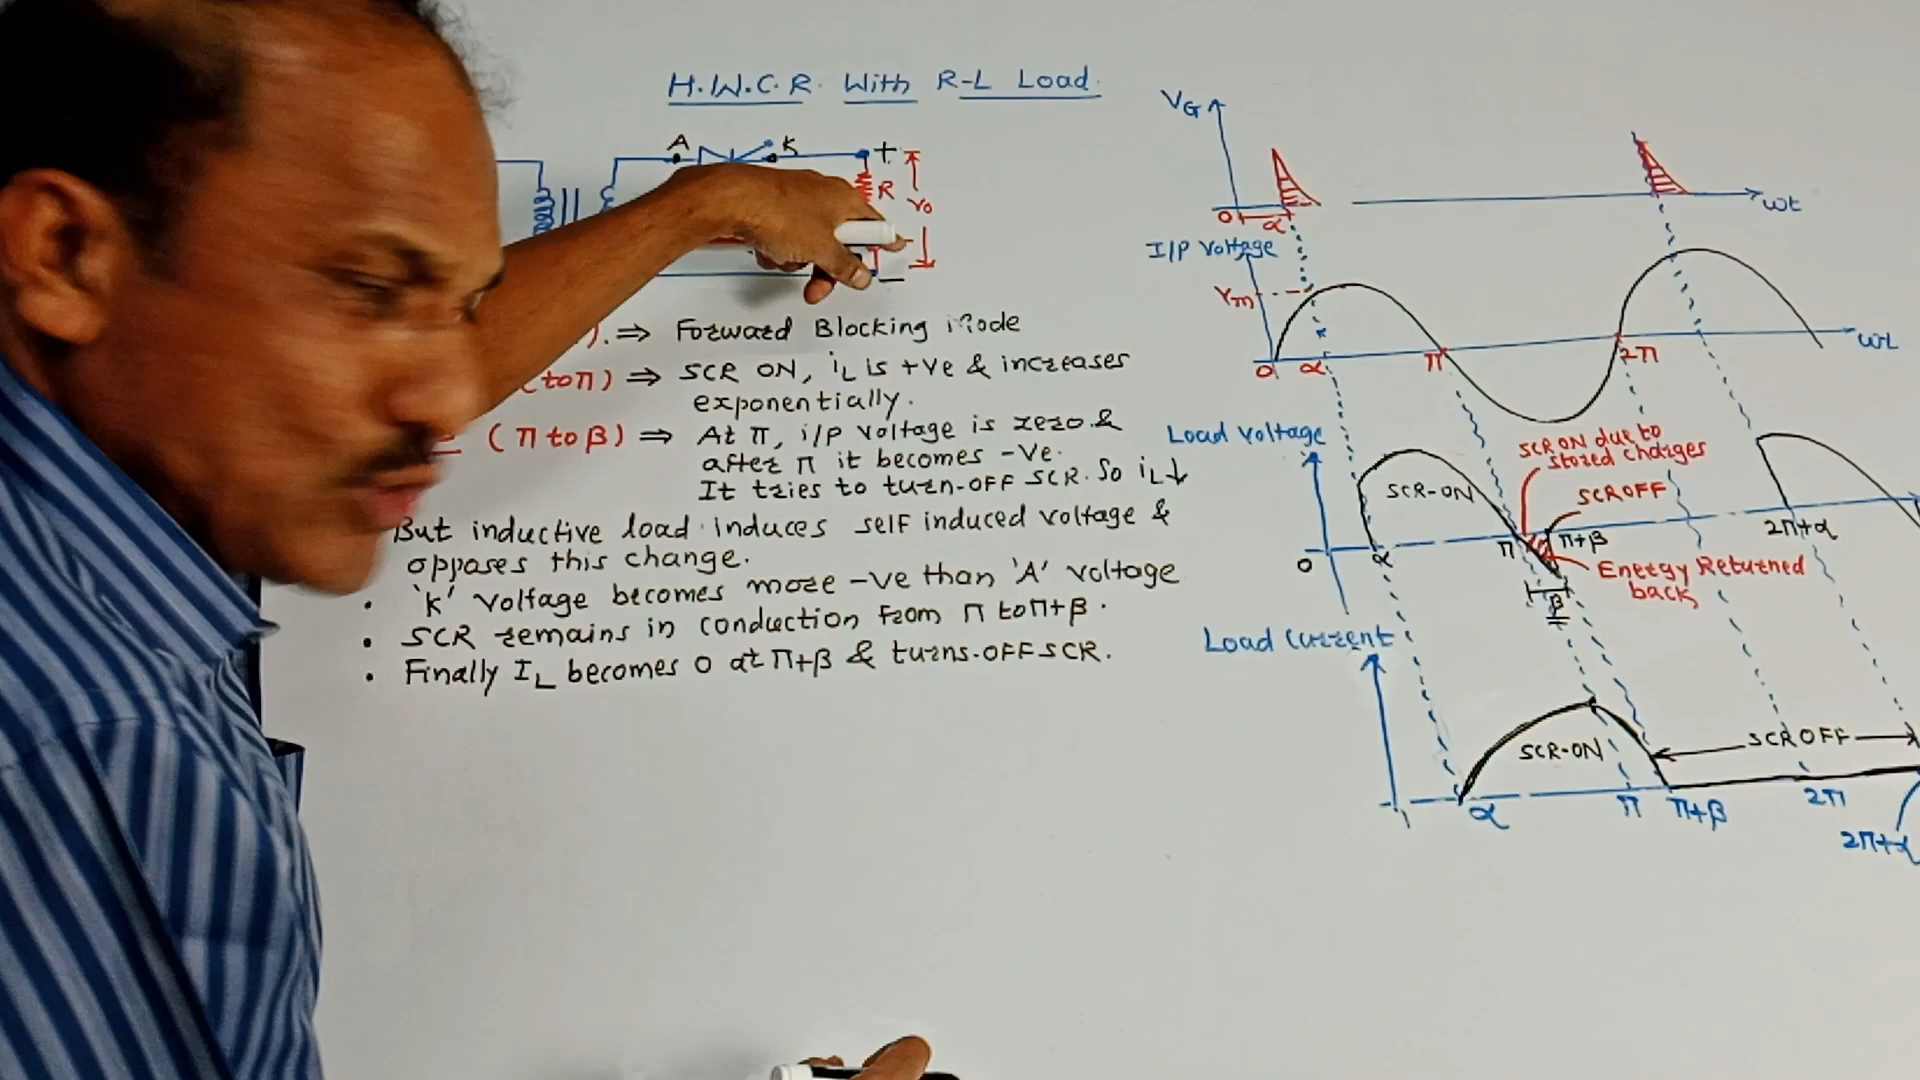 H.W.C.R. With R-L Load.
A K +
R
Vo
−
). ⇒ Forward Blocking Mode
(to π) ⇒ SCR ON, iL is +ve & increases
exponentially.
(π to β) ⇒ At π, i/p voltage is zero &
after π it becomes -ve.
It tries to turn-OFF SCR. So iL↓
But inductive load induces self induced voltage &
opposes this change.
• 'K' voltage becomes more -ve than 'A' voltage
• SCR remains in conduction from π to π+β.
• Finally IL becomes 0 at π+β & turns-OFF SCR.
VG
0 α
ωt
I/P Voltage
Vm
0 α π 2π
ωt
Load voltage
SCR-ON
SCR ON due to
stored charges
SCR OFF
0 α π π+β 2π+α
Energy Returned
back
β
Load current
SCR-ON
SCR OFF
α π π+β 2π
2π+α